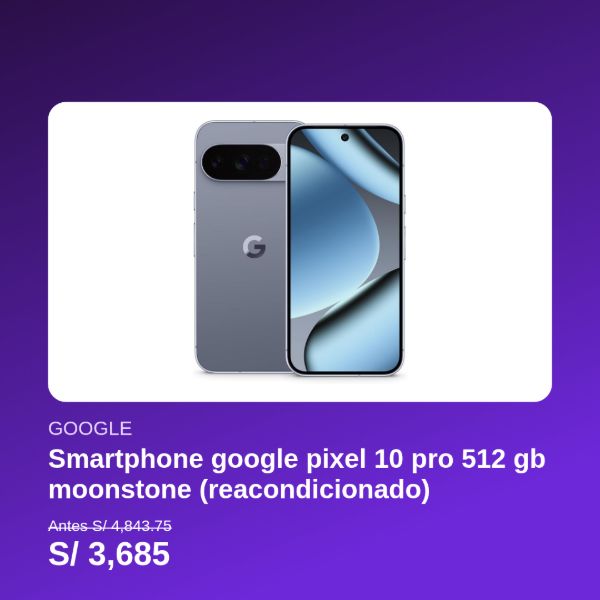 GOOGLE
Smartphone google pixel 10 pro 512 gb
moonstone (reacondicionado)
Antes S/ 4,843.75
S/ 3,685